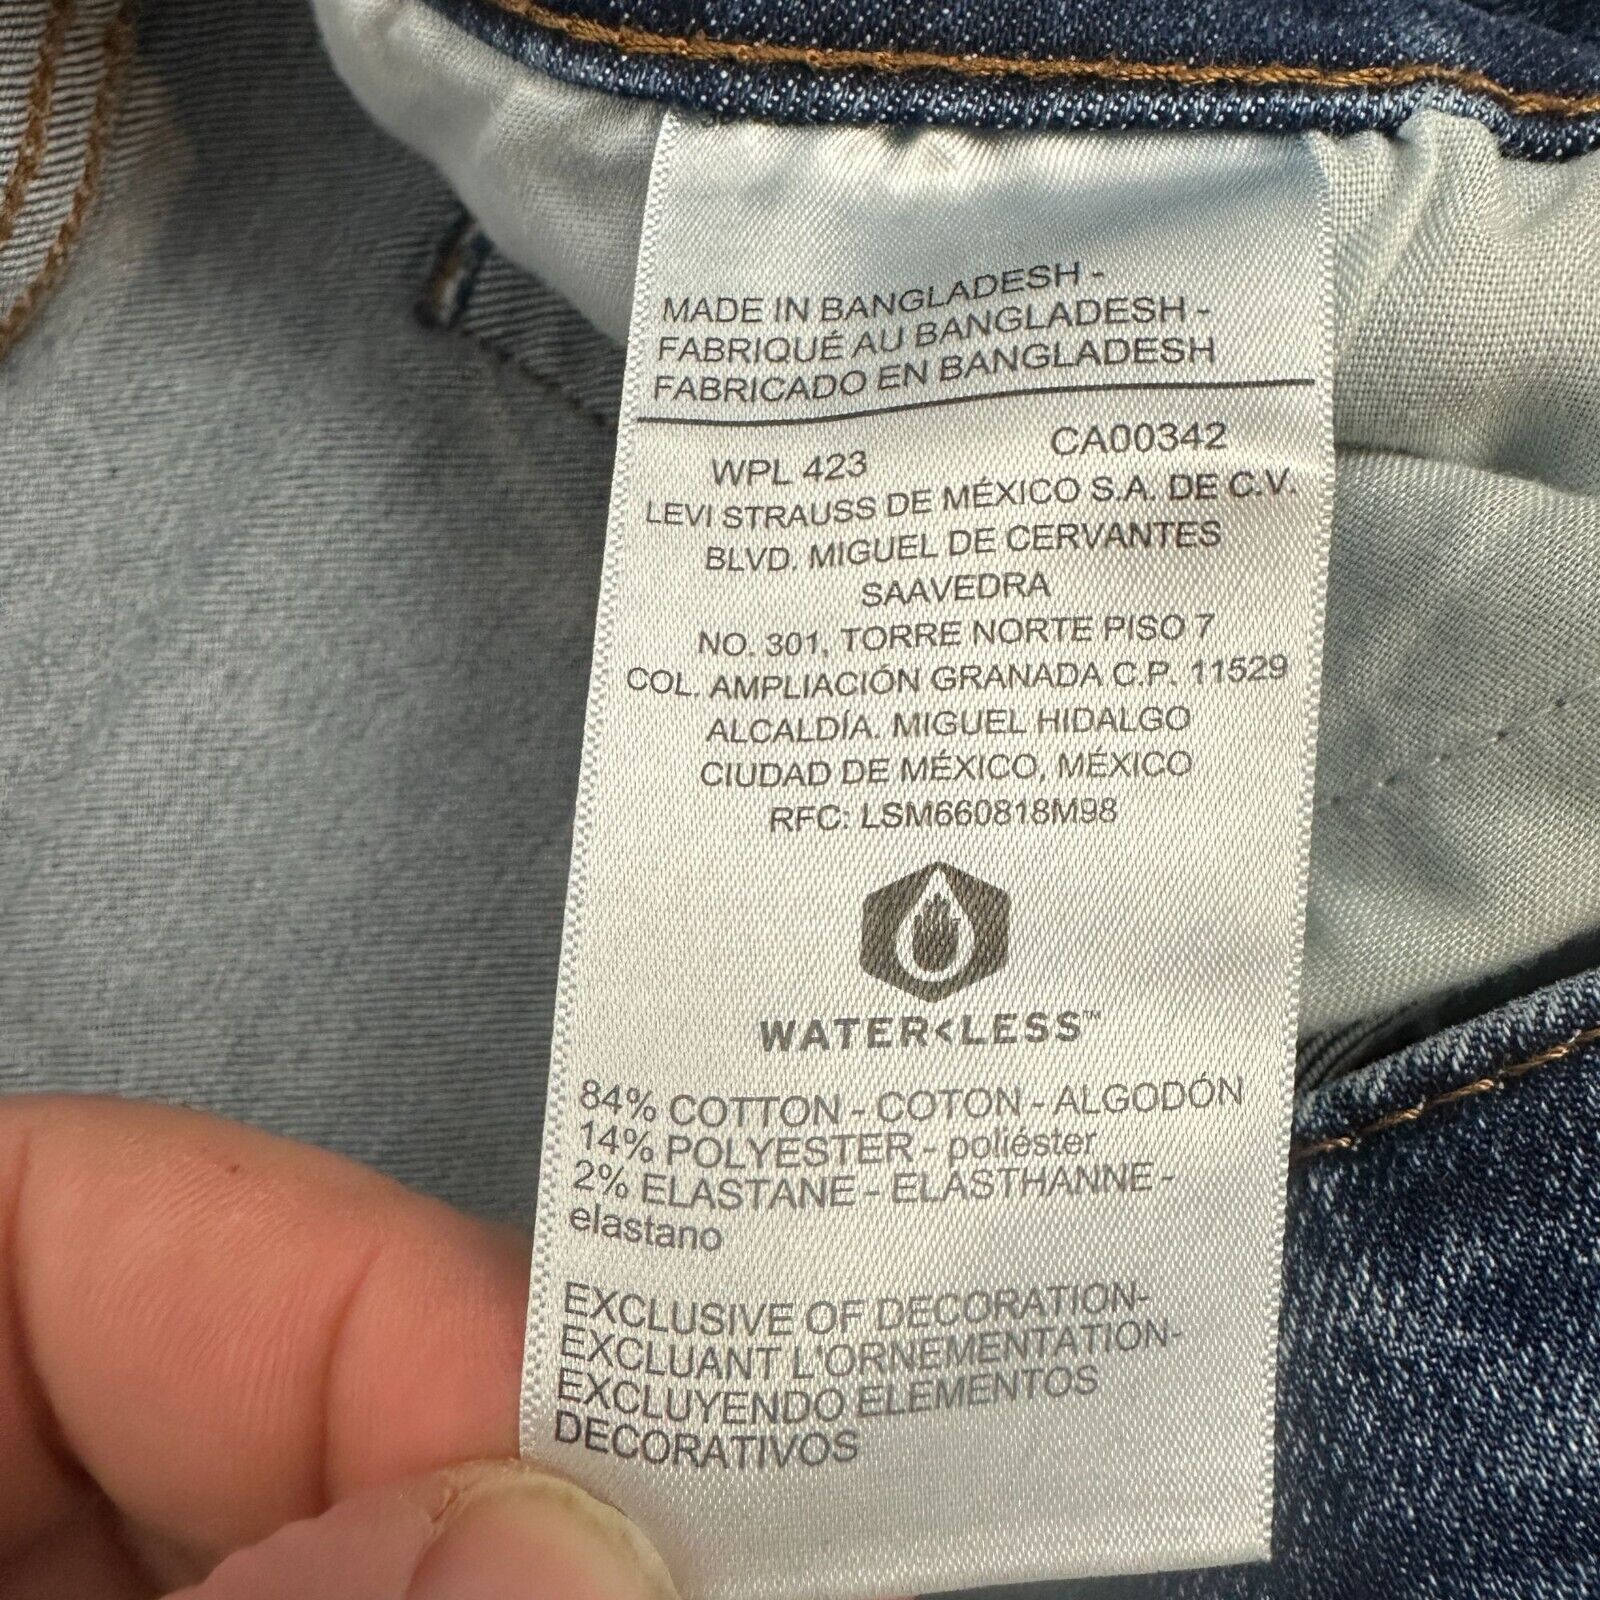 MADE IN BANGLADESH -
FABRIQUÉ AU BANGLADESH -
FABRICADO EN BANGLADESH
WPL 423 CA00342
LEVI STRAUSS DE MÉXICO S.A. DE C.V.
BLVD. MIGUEL DE CERVANTES
SAAVEDRA
NO. 301, TORRE NORTE PISO 7
COL. AMPLIACIÓN GRANADA C.P. 11529
ALCALDÍA. MIGUEL HIDALGO
CIUDAD DE MÉXICO, MÉXICO
RFC: LSM660818M98
WATER<LESS™
84% COTTON - COTON - ALGODÓN
14% POLYESTER - poliéster
2% ELASTANE - ELASTHANNE -
elastano
EXCLUSIVE OF DECORATION-
EXCLUANT L'ORNEMENTATION-
EXCLUYENDO ELEMENTOS
DECORATIVOS